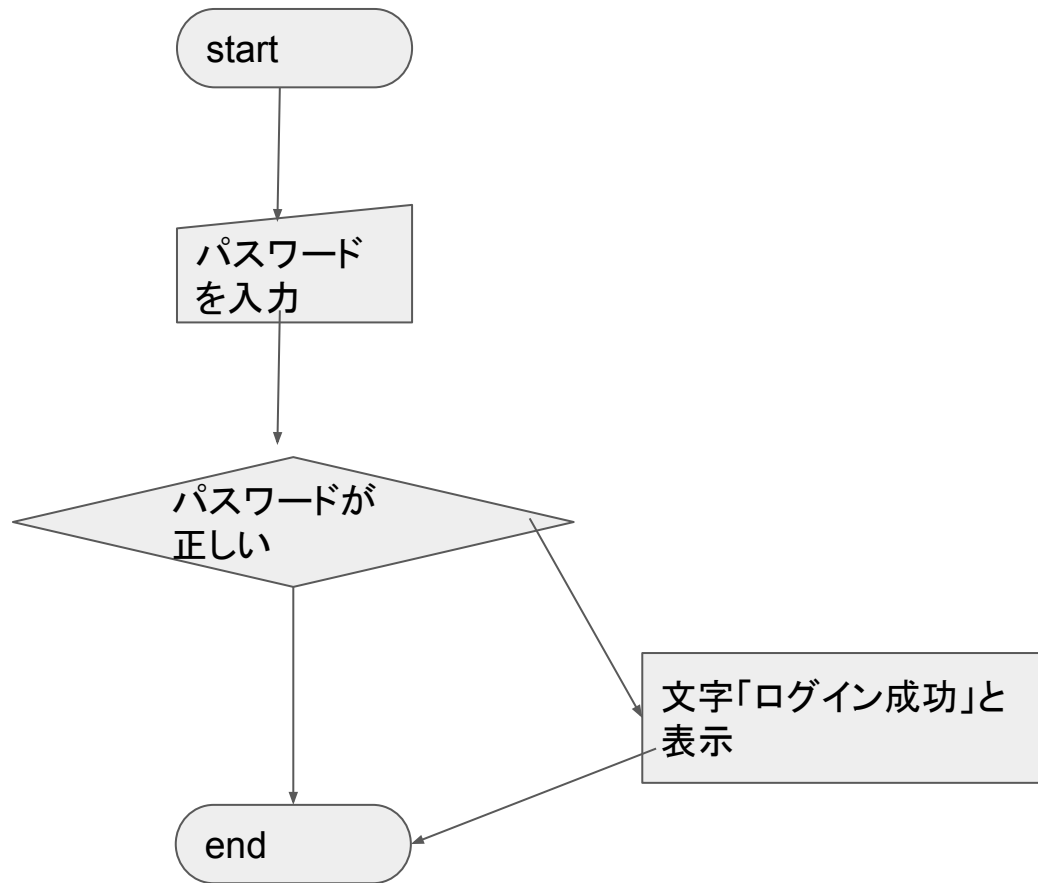 start
パスワード
を入力
パスワードが
正しい
文字「ログイン成功」と
表示
end